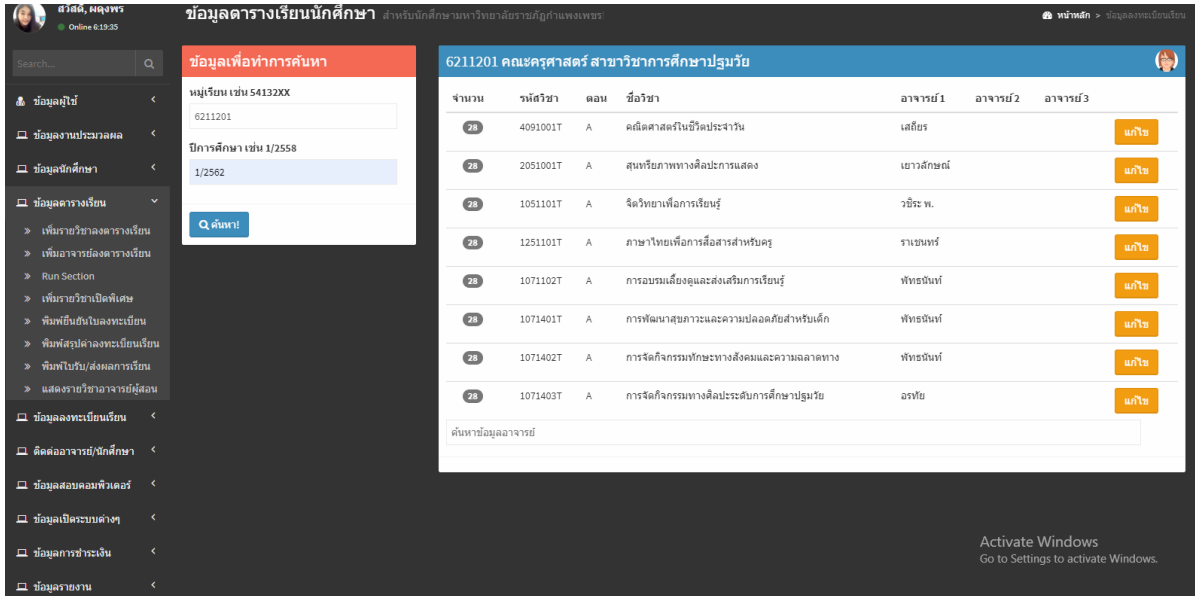 สวัสดี, ผดุงพร
Online 6:19:35
ข้อมูลตารางเรียนนักศึกษา สำหรับนักศึกษามหาวิทยาลัยราชภัฏกำแพงเพชร
หน้าหลัก > ข้อมูลลงทะเบียนเรียน
Search...
ข้อมูลผู้ใช้
ข้อมูลงานประมวลผล
ข้อมูลนักศึกษา
ข้อมูลตารางเรียน
เพิ่มรายวิชาลงตารางเรียน
เพิ่มอาจารย์ลงตารางเรียน
Run Section
เพิ่มรายวิชาเปิดพิเศษ
พิมพ์ยืนยันใบลงทะเบียน
พิมพ์สรุปค่าลงทะเบียนเรียน
พิมพ์ใบรับ/ส่งผลการเรียน
แสดงรายวิชาอาจารย์ผู้สอน
ข้อมูลลงทะเบียนเรียน
ติดต่ออาจารย์/นักศึกษา
ข้อมูลสอบคอมพิวเตอร์
ข้อมูลเปิดระบบต่างๆ
ข้อมูลการชำระเงิน
ข้อมูลรายงาน
ข้อมูลเพื่อทำการค้นหา
หมู่เรียน เช่น 54132XX
6211201
ปีการศึกษา เช่น 1/2558
1/2562
ค้นหา!
6211201 คณะครุศาสตร์ สาขาวิชาการศึกษาปฐมวัย
จำนวน รหัสวิชา ตอน ชื่อวิชา อาจารย์1 อาจารย์2 อาจารย์3
28 4091001T A คณิตศาสตร์ในชีวิตประจำวัน เสถียร แก้ไข
28 2051001T A สุนทรียภาพทางศิลปะการแสดง เยาวลักษณ์ แก้ไข
28 1051101T A จิตวิทยาเพื่อการเรียนรู้ วชิระ พ. แก้ไข
28 1251101T A ภาษาไทยเพื่อการสื่อสารสำหรับครู ราเชนทร์ แก้ไข
28 1071102T A การอบรมเลี้ยงดูและส่งเสริมการเรียนรู้ พัทธนันท์ แก้ไข
28 1071401T A การพัฒนาสุขภาวะและความปลอดภัยสำหรับเด็ก พัทธนันท์ แก้ไข
28 1071402T A การจัดกิจกรรมทักษะทางสังคมและความฉลาดทาง พัทธนันท์ แก้ไข
28 1071403T A การจัดกิจกรรมทางศิลปะระดับการศึกษาปฐมวัย อรทัย แก้ไข
ค้นหาข้อมูลอาจารย์
Activate Windows
Go to Settings to activate Windows.